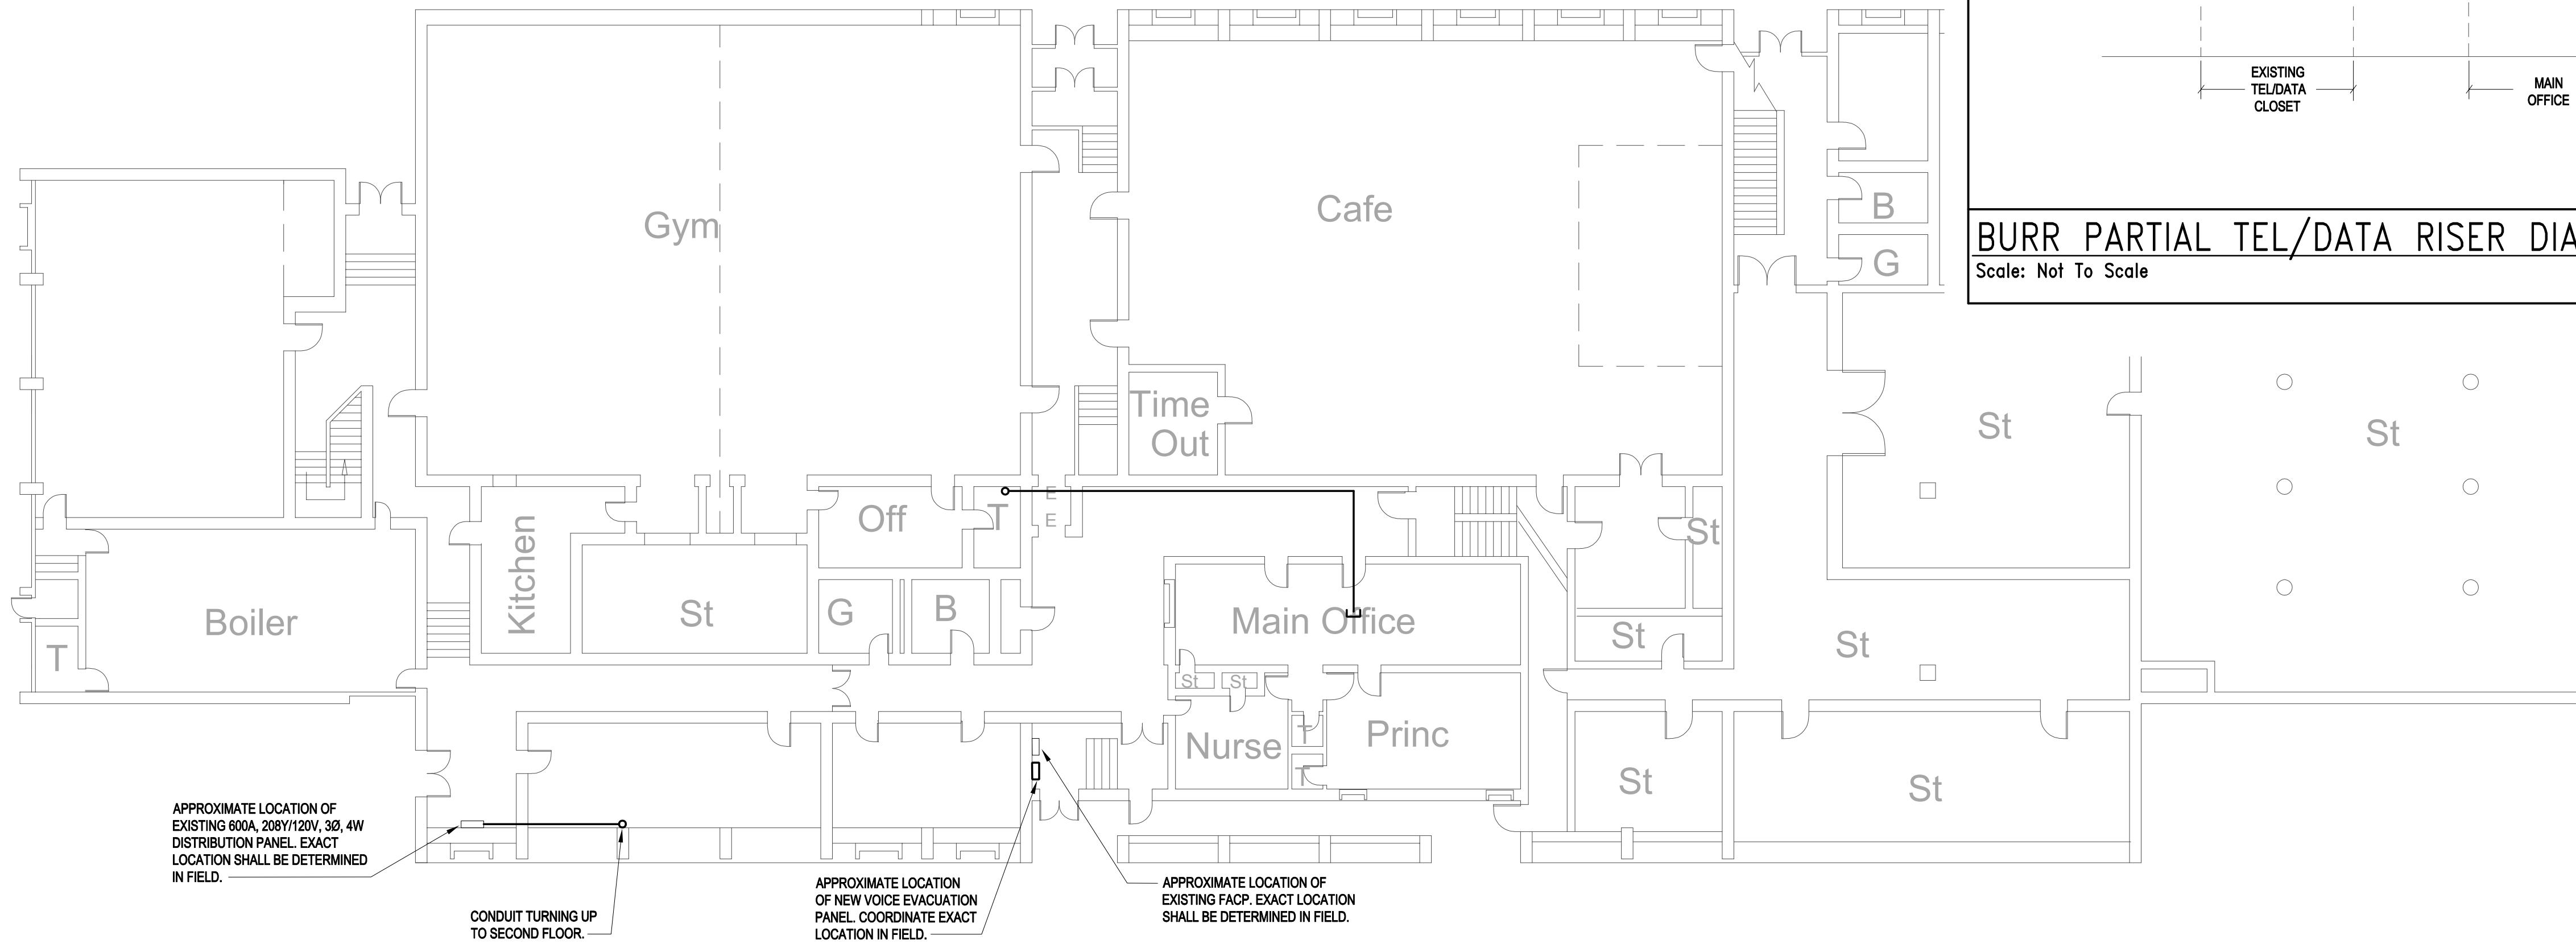 EXISTING
TEL/DATA
CLOSET
MAIN
OFFICE
BURR PARTIAL TEL/DATA RISER DIA
Scale: Not To Scale
Gym
Cafe
B
G
Time
Out
St
St
Kitchen
Off
T
E
E
St
Boiler
T
St
G
B
Main Office
St
St
St
St
Nurse
T
T
Princ
St
St
APPROXIMATE LOCATION OF
EXISTING 600A, 208Y/120V, 3Ø, 4W
DISTRIBUTION PANEL. EXACT
LOCATION SHALL BE DETERMINED
IN FIELD.
CONDUIT TURNING UP
TO SECOND FLOOR.
APPROXIMATE LOCATION
OF NEW VOICE EVACUATION
PANEL. COORDINATE EXACT
LOCATION IN FIELD.
APPROXIMATE LOCATION OF
EXISTING FACP. EXACT LOCATION
SHALL BE DETERMINED IN FIELD.